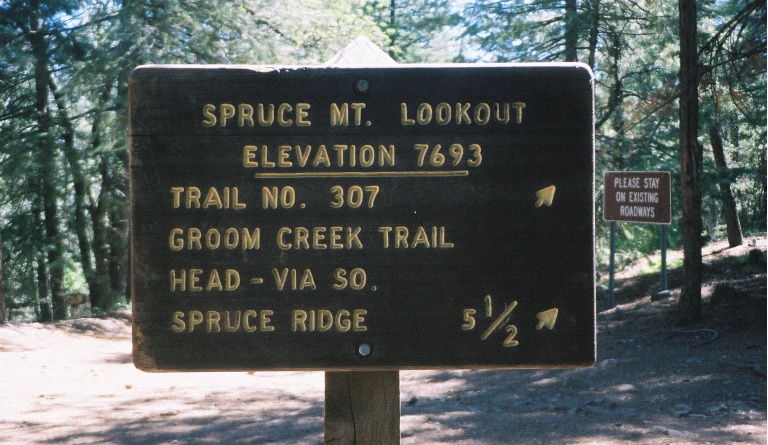 SPRUCE MT. LOOKOUT
ELEVATION 7693
TRAIL NO. 307
GROOM CREEK TRAIL
HEAD - VIA SO.
SPRUCE RIDGE 5 1/2
PLEASE STAY
ON EXISTING
ROADWAYS